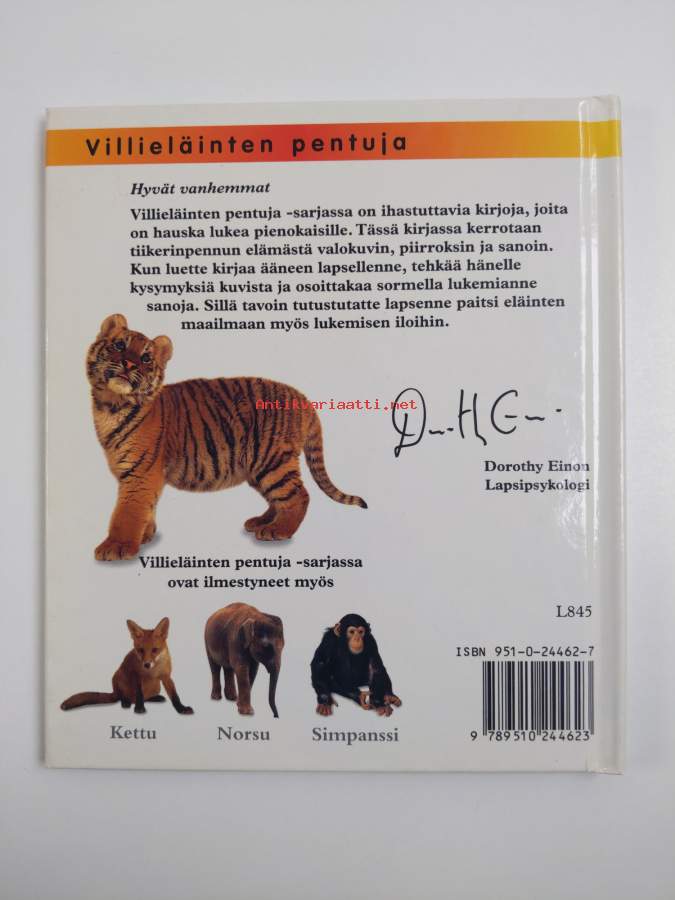 Villieläinten pentuja
Hyvät vanhemmat
Villieläinten pentuja -sarjassa on ihastuttavia kirjoja, joita
on hauska lukea pienokaisille. Tässä kirjassa kerrotaan
tiikerinpennun elämästä valokuvin, piirroksin ja sanoin.
Kun luette kirjaa ääneen lapsellenne, tehkää hänelle
kysymyksiä kuvista ja osoittakaa sormella lukemianne
sanoja. Sillä tavoin tutustutatte lapsenne paitsi eläinten
maailmaan myös lukemisen iloihin.
Antikvariaatti.net
Dorothy Einon
Lapsipsykologi
Villieläinten pentuja -sarjassa
ovat ilmestyneet myös
L845
ISBN 951-0-24462-7
Kettu
Norsu
Simpanssi
9 789510 244623